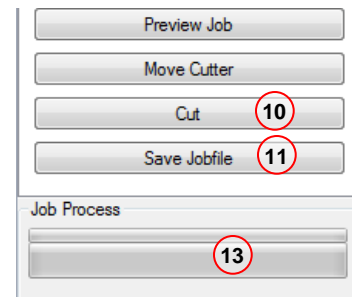 Preview Job
Move Cutter
Cut 10
Save Jobfile 11
Job Process
13